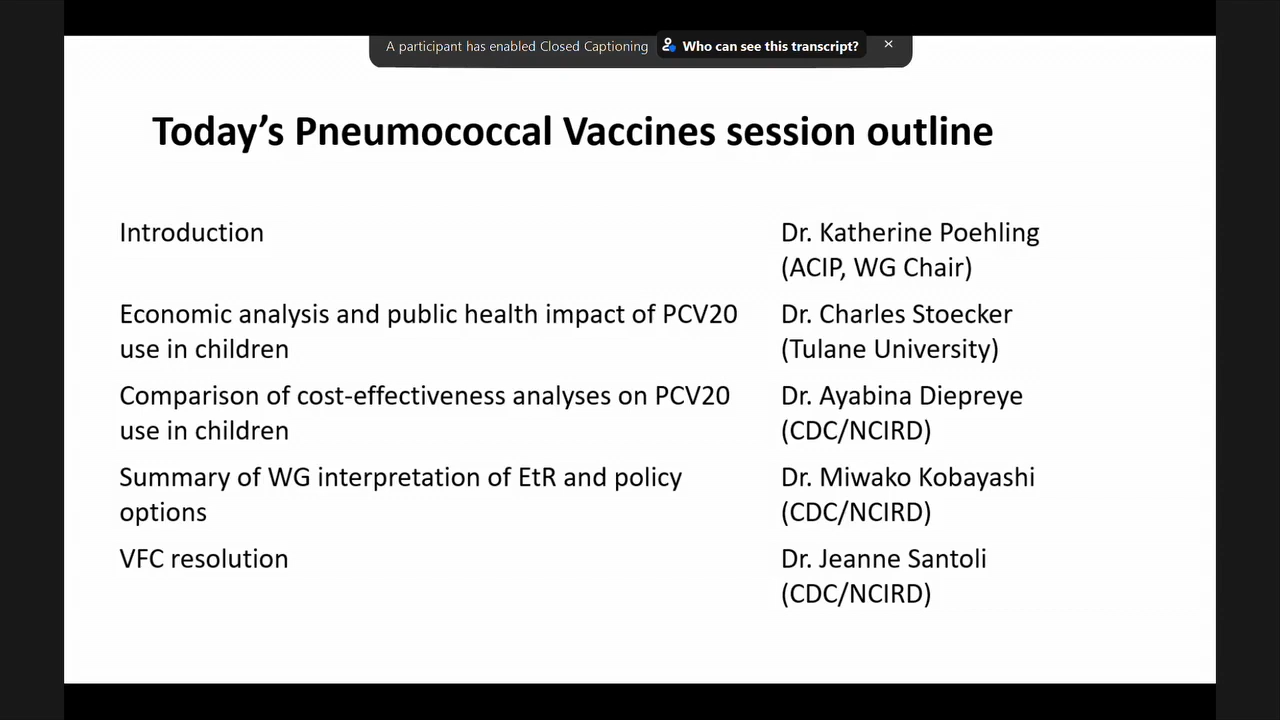 A participant has enabled Closed Captioning Who can see this transcript? ×
Today's Pneumococcal Vaccines session outline
Introduction
Dr. Katherine Poehling
(ACIP, WG Chair)
Economic analysis and public health impact of PCV20
use in children
Dr. Charles Stoecker
(Tulane University)
Comparison of cost-effectiveness analyses on PCV20
use in children
Dr. Ayabina Diepreye
(CDC/NCIRD)
Summary of WG interpretation of EtR and policy
options
Dr. Miwako Kobayashi
(CDC/NCIRD)
VFC resolution
Dr. Jeanne Santoli
(CDC/NCIRD)